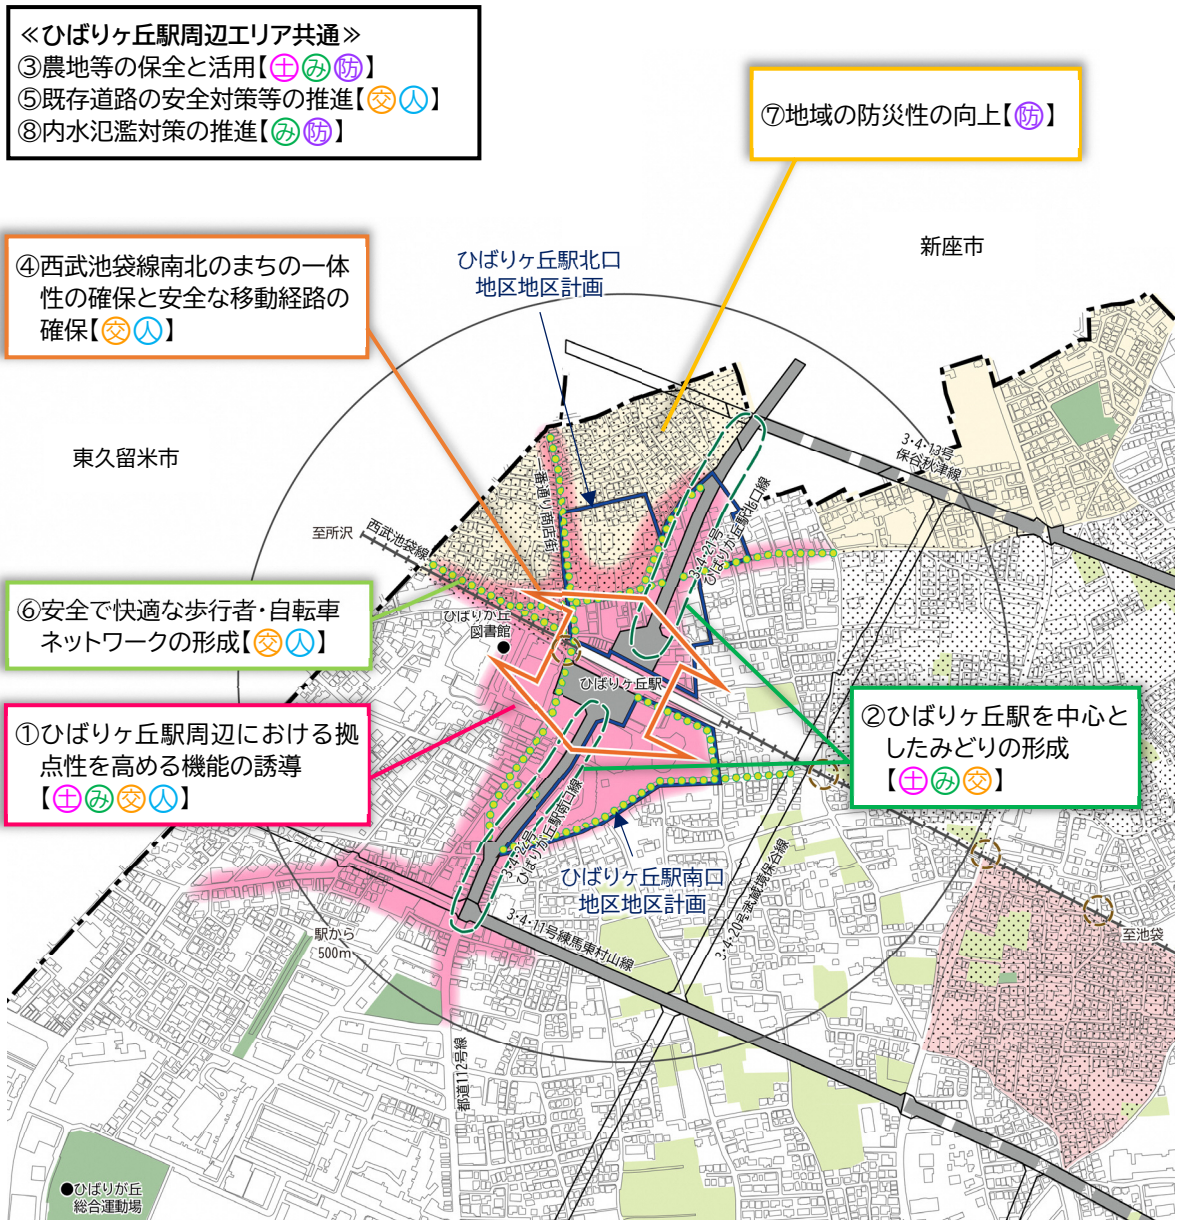 ≪ひばりヶ丘駅周辺エリア共通≫
③農地等の保全と活用【土み防】
⑤既存道路の安全対策等の推進【交人】
⑧内水氾濫対策の推進【み防】
⑦地域の防災性の向上【防】
新座市
④西武池袋線南北のまちの一体
性の確保と安全な移動経路の
確保【交人】
ひばりヶ丘駅北口
地区地区計画
東久留米市
3・4・13号
保谷秋津線
一番通り商店街
至所沢
西武池袋線
3・4・21号
ひばりが丘駅北口線
⑥安全で快適な歩行者・自転車
ネットワークの形成【交人】
ひばりが丘
図書館
ひばりヶ丘駅
①ひばりヶ丘駅周辺における拠
点性を高める機能の誘導
【土み交人】
②ひばりヶ丘駅を中心と
したみどりの形成
【土み交】
3・4・22号
ひばりが丘駅南口線
ひばりヶ丘駅南口
地区地区計画
3・4・20号武蔵境保谷線
3・4・11号練馬東村山線
駅から
500m
至池袋
都道112号線
ひばりが丘
総合運動場